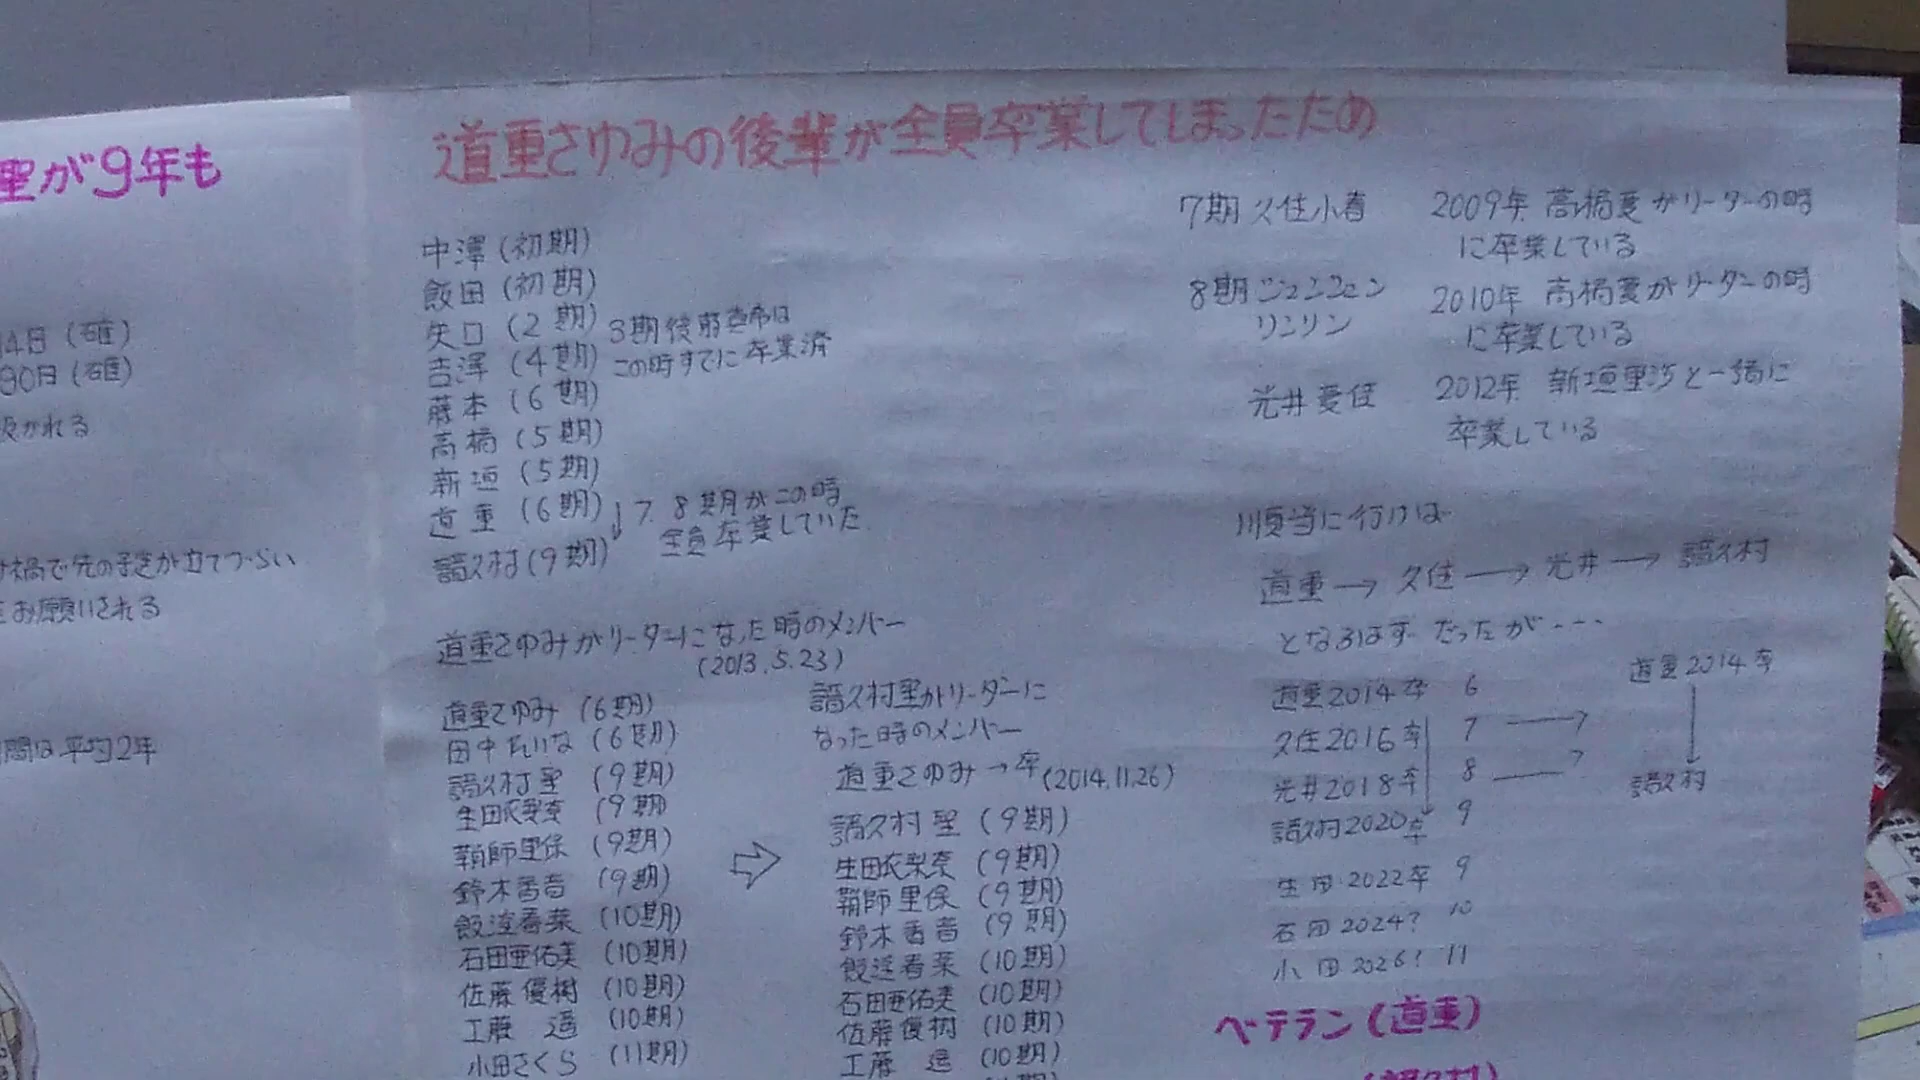 聖が9年も
14日(確)
30日(確)
扱かれる
ナ禍で先の予定が立てづらい
をお願いされる
間は平均2年
道重さゆみの後輩が全員卒業してしまったため
中澤(初期)
飯田(初期)
矢口(2期)
吉澤(4期)
3期後藤真希は
この時すでに卒業済
藤本(6期)
高橋(5期)
新垣(5期)
道重(6期)
譜久村(9期)
↓7.8期がこの時
全員卒業していた
道重さゆみがリーダーになった時のメンバー
(2013.5.23)
道重さゆみ(6期)
田中れいな(6期)
譜久村聖(9期)
生田衣梨奈(9期)
鞘師里保(9期)
鈴木香音(9期)
飯窪春菜(10期)
石田亜佑美(10期)
佐藤優樹(10期)
工藤 遥(10期)
小田さくら(11期)
⇨
譜久村聖がリーダーに
なった時のメンバー
道重さゆみ→卒(2014.11.26)
譜久村聖(9期)
生田衣梨奈(9期)
鞘師里保(9期)
鈴木香音(9期)
飯窪春菜(10期)
石田亜佑美(10期)
佐藤優樹(10期)
工藤 遥(10期)
7期 久住小春 2009年 高橋愛がリーダーの時
に卒業している
8期 ジュンジュン 2010年 高橋愛がリーダーの時
リンリン に卒業している
光井愛佳 2012年 新垣里沙と一緒に
卒業している
順当に行けば
道重→久住→光井→譜久村
となるはずだったが・・・
道重2014卒 6
久住2016卒 7 →
光井2018卒 8 →
譜久村2020卒 9
生田2022卒 9
石田2024? 10
小田2026? 11
道重2014卒
↓
譜久村
ベテラン(道重)
(譜久村)